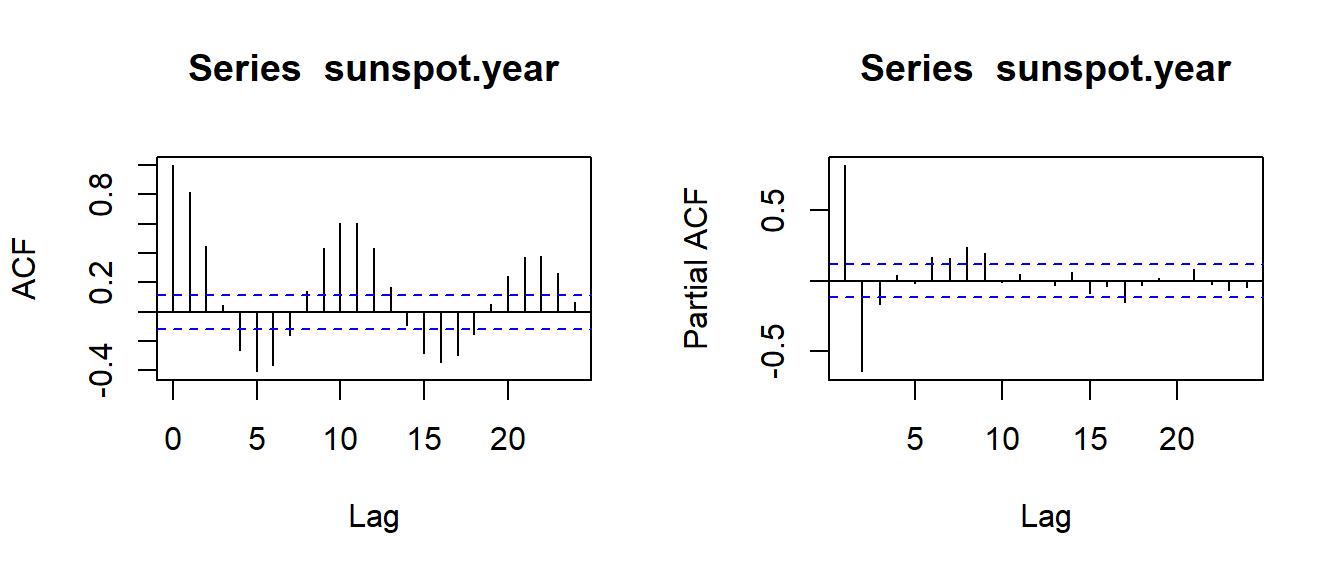 Series  sunspot.year
ACF
0.8
0.2
-0.4
0 5 10 15 20
Lag
Series  sunspot.year
Partial ACF
0.5
-0.5
5 10 15 20
Lag